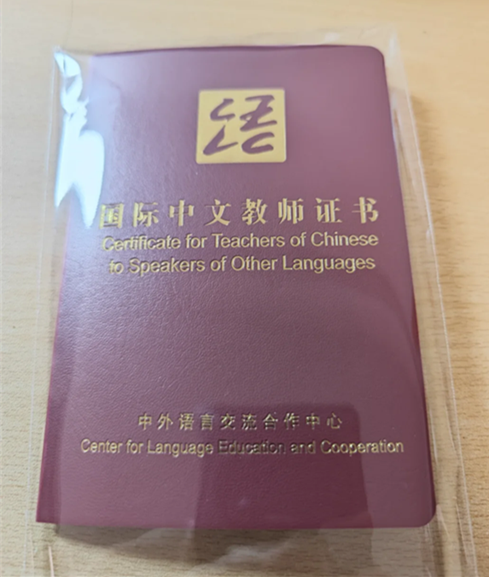 国际中文教师证书
Certificate for Teachers of Chinese
to Speakers of Other Languages
中外语言交流合作中心
Center for Language Education and Cooperation